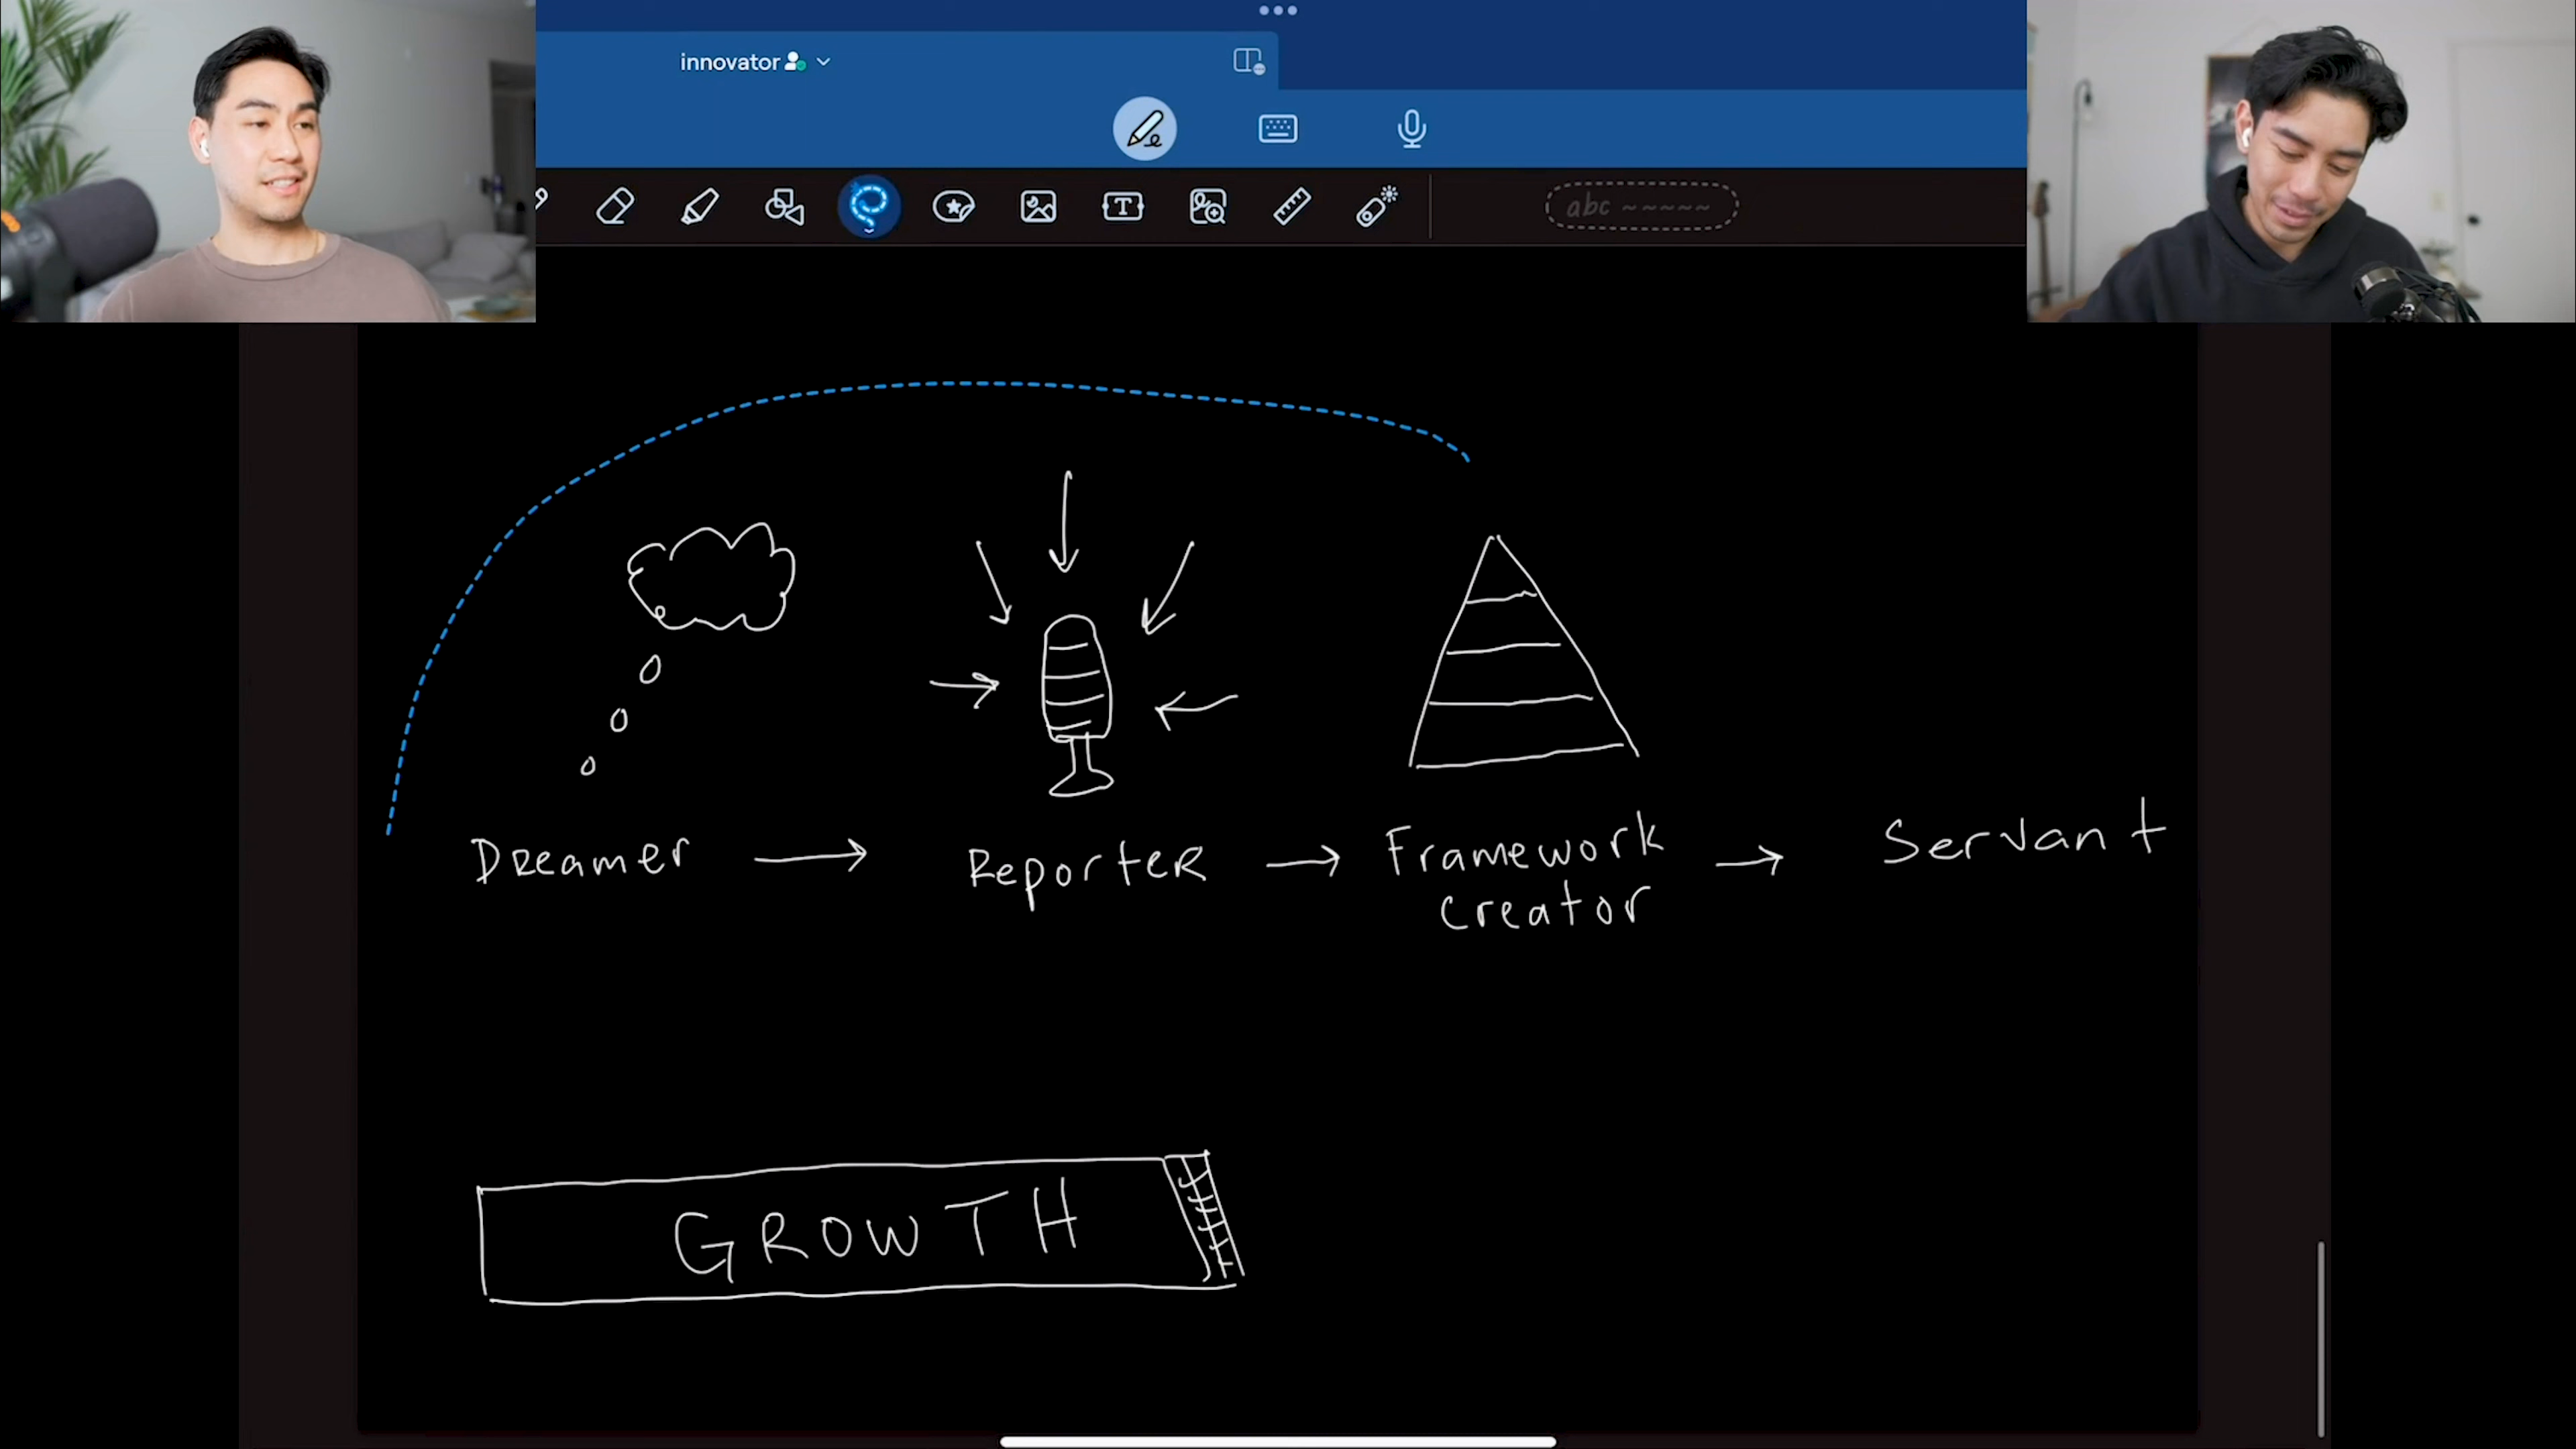 innovator
abc
Dreamer → Reporter → Framework creator → Servant
GROWTH